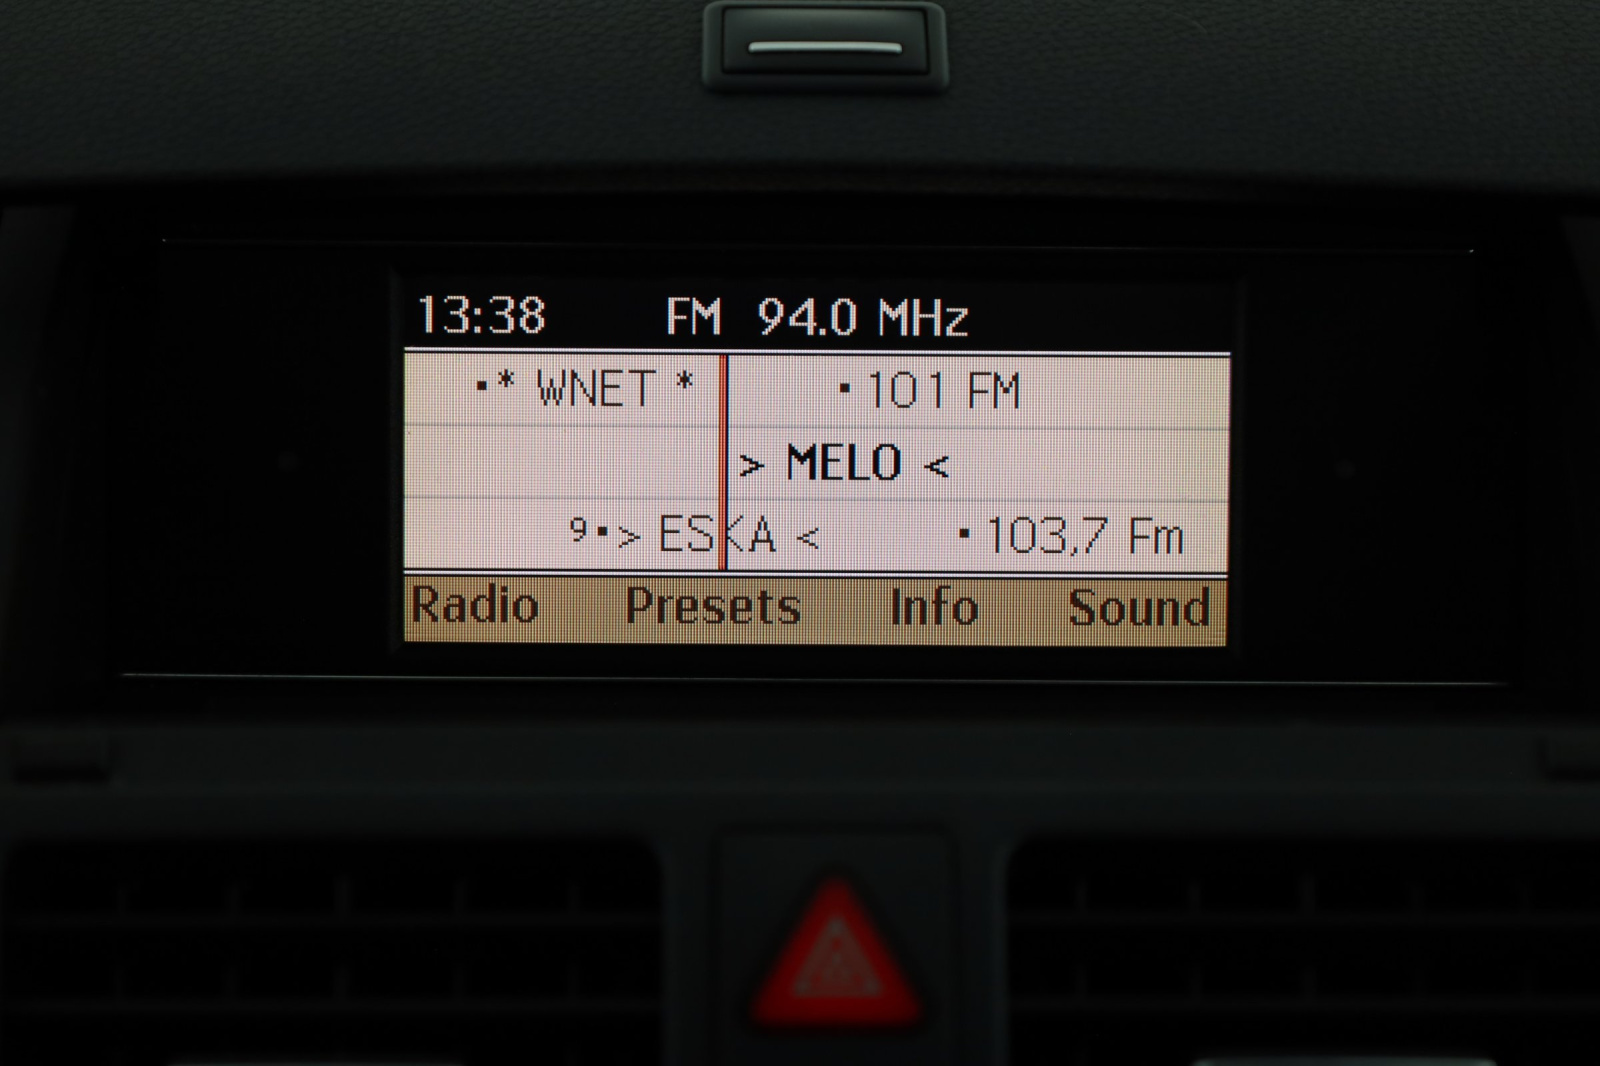 13:38 FM 94.0 MHz
·* WNET * ·101 FM
> MELO <
9·> ESKA < ·103,7 Fm
Radio Presets Info Sound